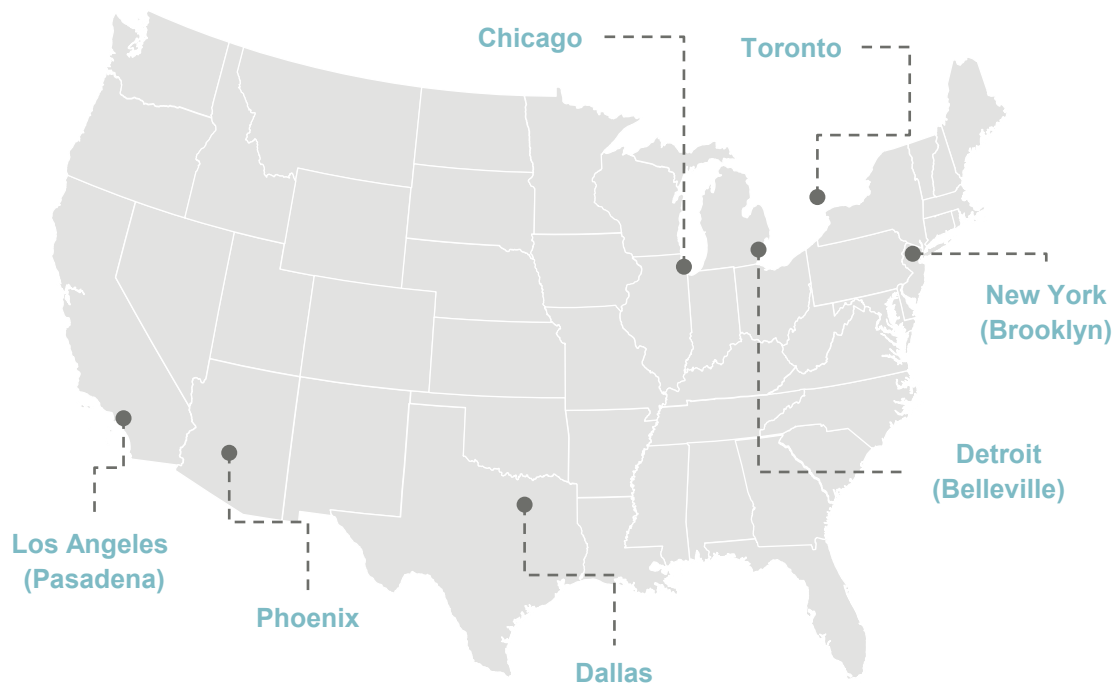 Chicago
Toronto
New York
(Brooklyn)
Detroit
(Belleville)
Los Angeles
(Pasadena)
Phoenix
Dallas